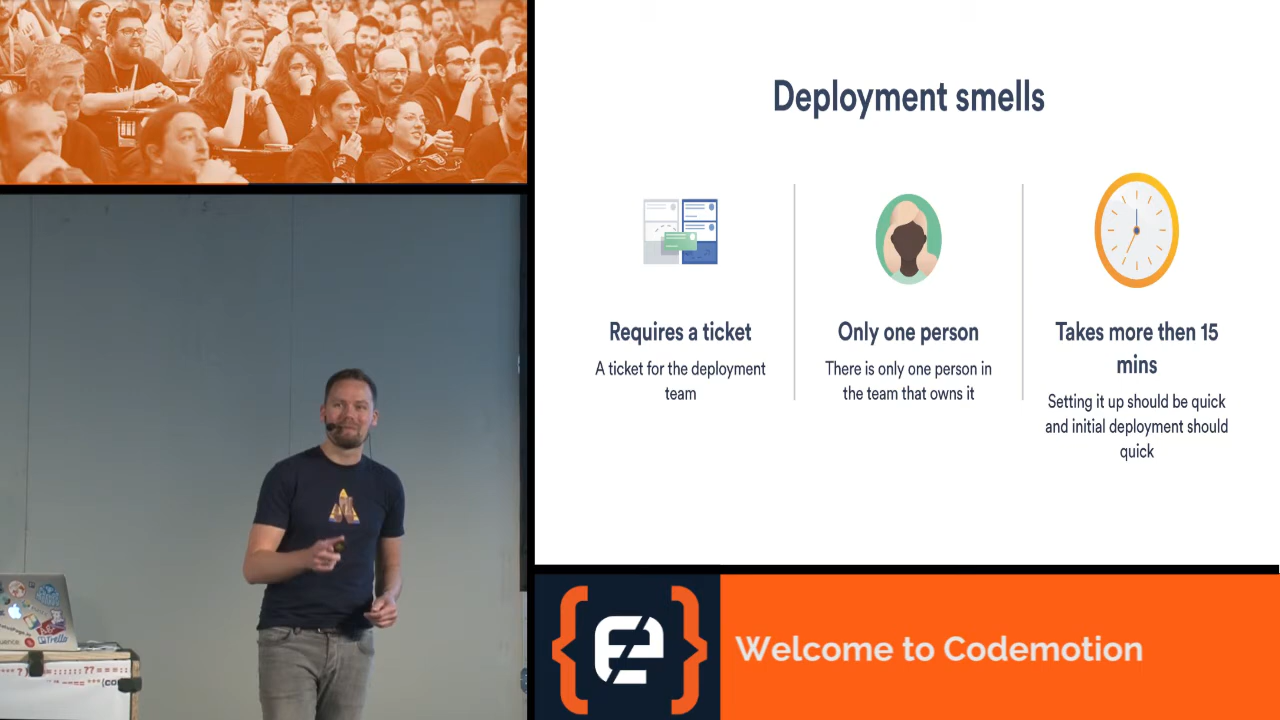 Deployment smells
Requires a ticket
A ticket for the deployment
team
Only one person
There is only one person in
the team that owns it
Takes more then 15
mins
Setting it up should be quick
and initial deployment should
quick
Trello
Welcome to Codemotion